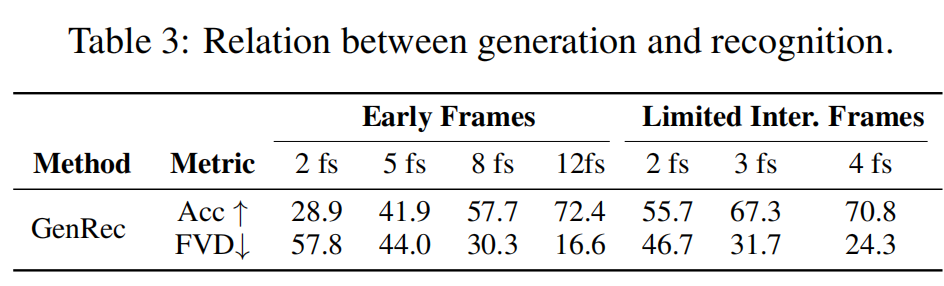 Table 3: Relation between generation and recognition.
Early Frames Limited Inter. Frames
Method Metric 2 fs 5 fs 8 fs 12fs 2 fs 3 fs 4 fs
GenRec
Acc ↑ 28.9 41.9 57.7 72.4 55.7 67.3 70.8
FVD↓ 57.8 44.0 30.3 16.6 46.7 31.7 24.3